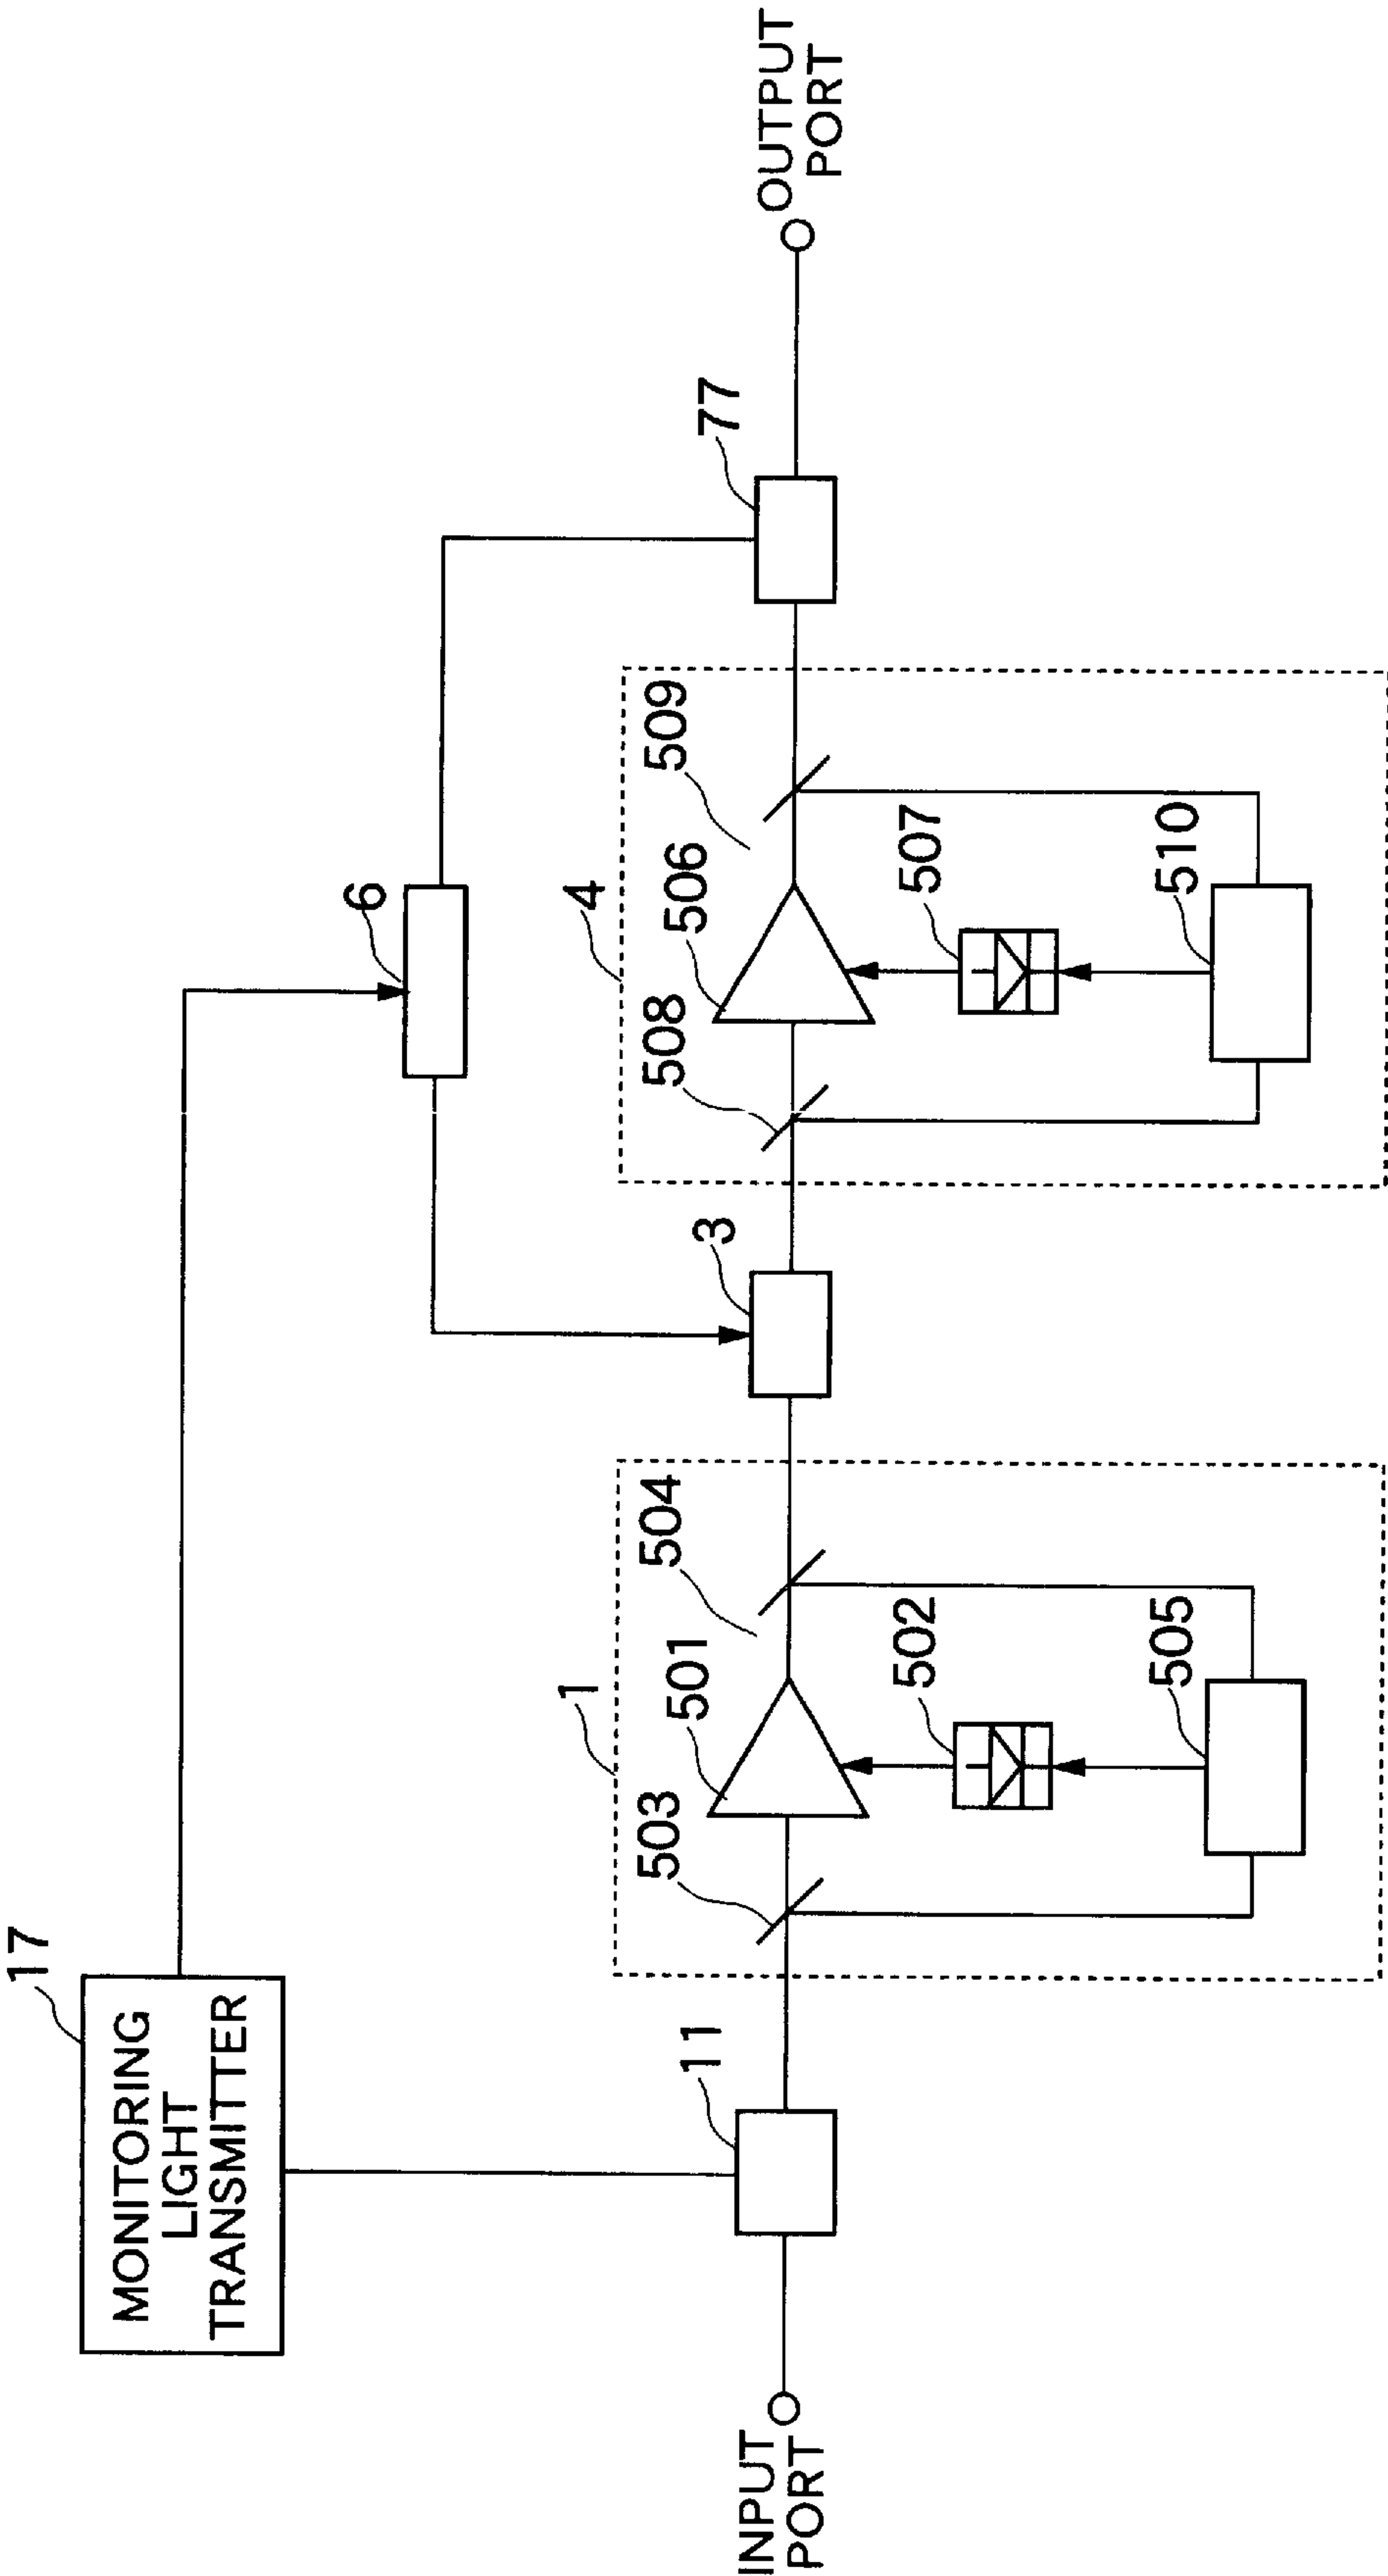 17
MONITORING
LIGHT
TRANSMITTER
6
INPUT
PORT
11
1
503
501
504
502
505
3
4
508
506
509
507
510
77
OUTPUT
PORT